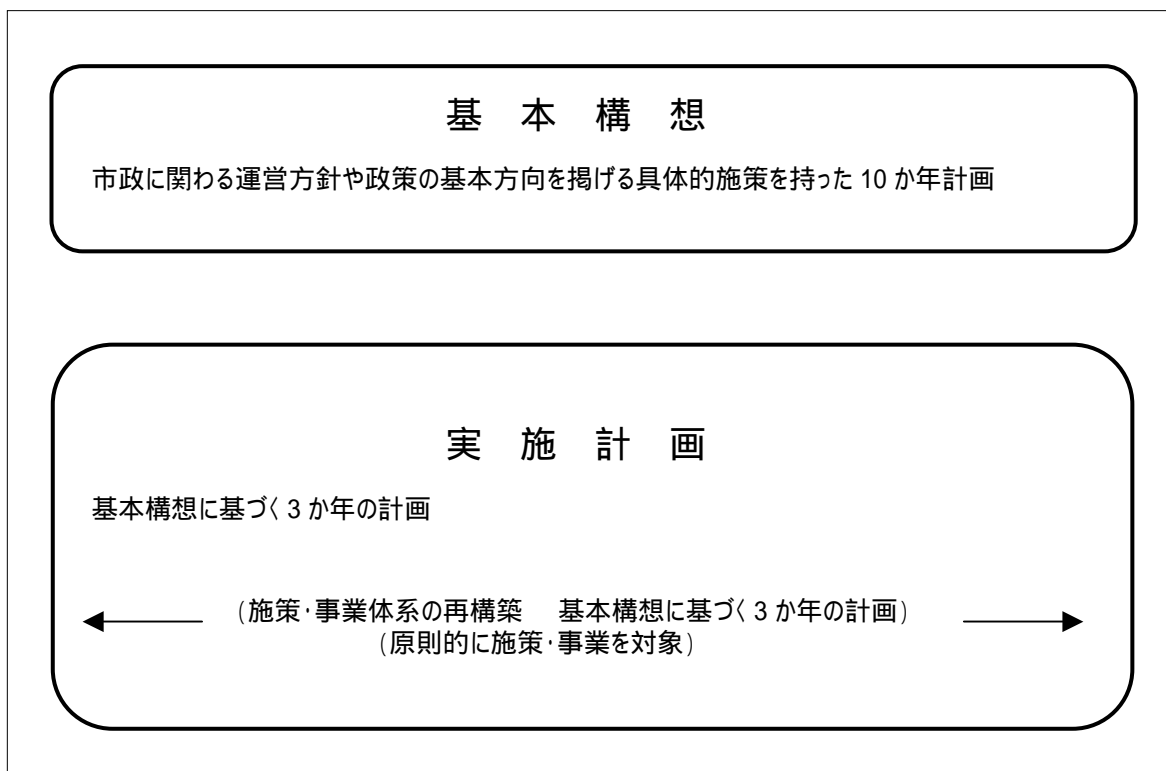 基 本 構 想
市政に関わる運営方針や政策の基本方向を掲げる具体的施策を持った 10 か年計画
実 施 計 画
基本構想に基づく 3 か年の計画
(施策・事業体系の再構築　基本構想に基づく 3 か年の計画)
(原則的に施策・事業を対象)